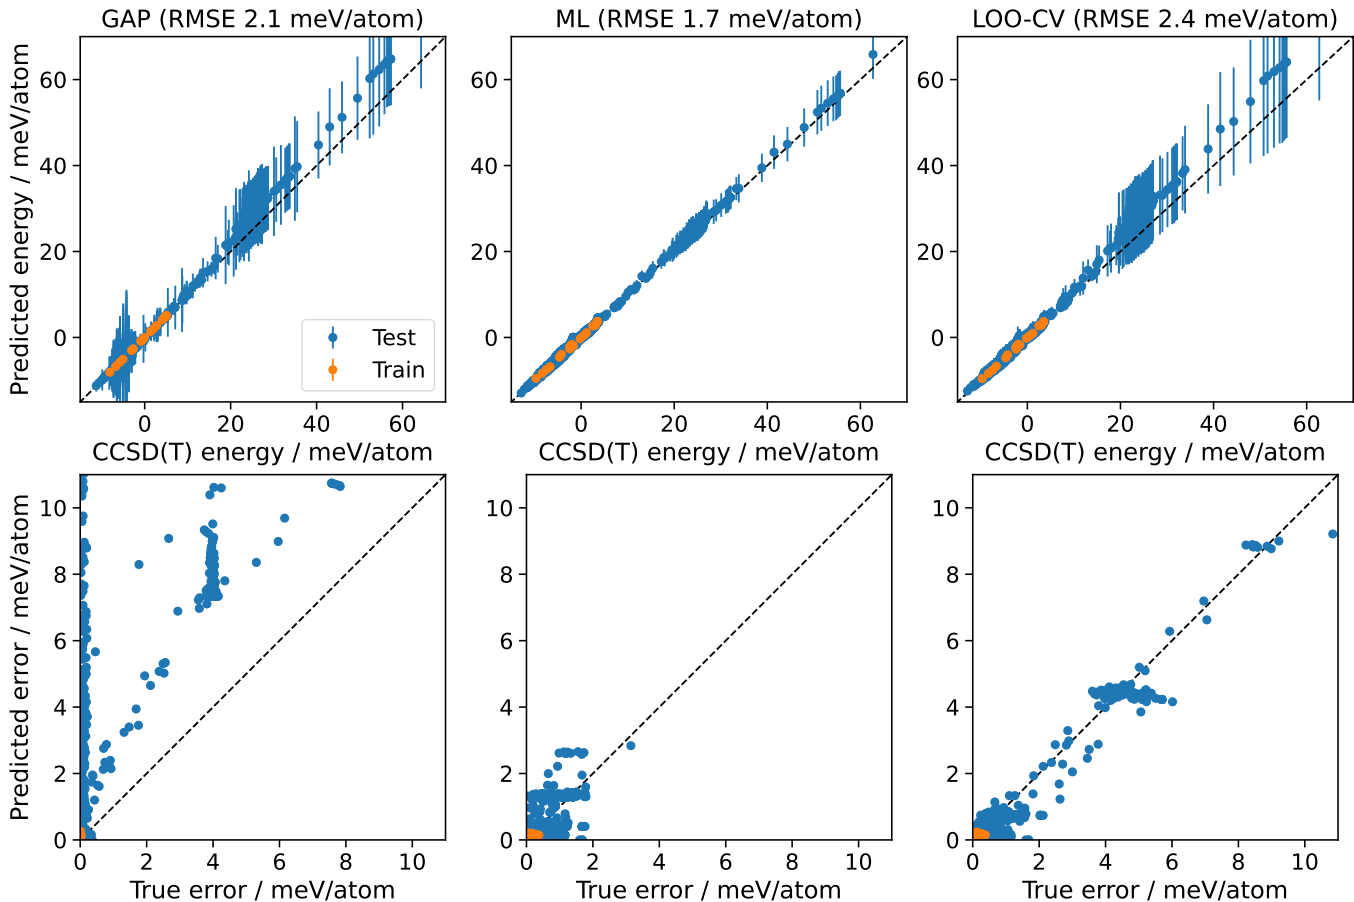 GAP (RMSE 2.1 meV/atom)
ML (RMSE 1.7 meV/atom)
LOO-CV (RMSE 2.4 meV/atom)
Predicted energy / meV/atom
60
40
20
0
Test
Train
0 20 40 60
CCSD(T) energy / meV/atom
60
40
20
0
0 20 40 60
CCSD(T) energy / meV/atom
60
40
20
0
0 20 40 60
CCSD(T) energy / meV/atom
Predicted error / meV/atom
10
8
6
4
2
0
0 2 4 6 8 10
True error / meV/atom
10
8
6
4
2
0
0 2 4 6 8 10
True error / meV/atom
10
8
6
4
2
0
0 2 4 6 8 10
True error / meV/atom